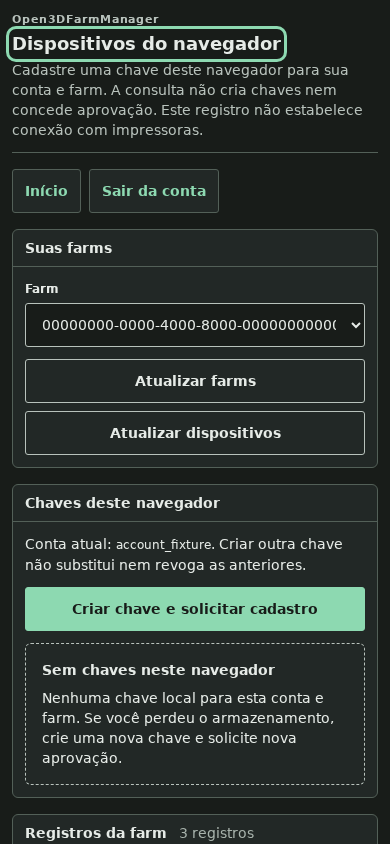 Open3DFarmManager
Dispositivos do navegador
Cadastre uma chave deste navegador para sua
conta e farm. A consulta não cria chaves nem
concede aprovação. Este registro não estabelece
conexão com impressoras.
Início
Sair da conta
Suas farms
Farm
00000000-0000-4000-8000-000000000000
Atualizar farms
Atualizar dispositivos
Chaves deste navegador
Conta atual: account_fixture. Criar outra chave
não substitui nem revoga as anteriores.
Criar chave e solicitar cadastro
Sem chaves neste navegador
Nenhuma chave local para esta conta e
farm. Se você perdeu o armazenamento,
crie uma nova chave e solicite nova
aprovação.
Registros da farm 3 registros